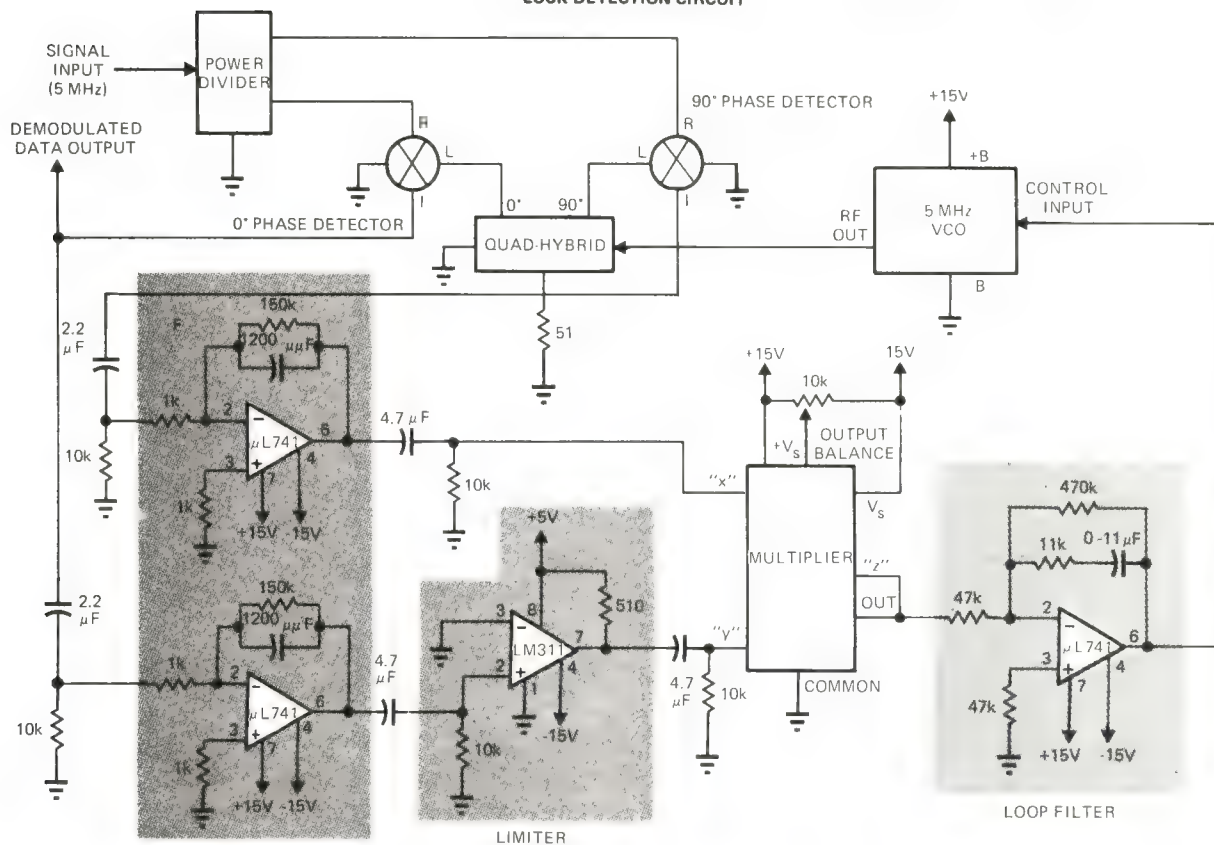 LOCK DETECTION CIRCUIT
SIGNAL
INPUT
(5 MHz)
POWER
DIVIDER
DEMODULATED
DATA OUTPUT
R
L
I
0° PHASE DETECTOR
90° PHASE DETECTOR
R
L
I
0°
90°
QUAD-HYBRID
51
RF
OUT
+15V
+B
5 MHz
VCO
B
CONTROL
INPUT
2.2
μF
10k
F
150k
1200 μμF
1k
2
-
μL741
6
3
+
4
7
1k
+15V -15V
4.7 μF
10k
+15V
15V
10k
+Vs
OUTPUT
BALANCE
"x"
Vs
MULTIPLIER
"z"
OUT
"y"
COMMON
2.2
μF
10k
150k
1200 μμF
1k
2
-
μL741
6
3
+
4
7
1k
+15V -15V
4.7
μF
10k
+5V
3
-
8
510
LM311
7
2
+
4
1
-15V
LIMITER
4.7
μF
10k
470k
11k
0-11μF
47k
2
-
μL741
6
3
+
4
7
47k
+15V
-15V
LOOP FILTER